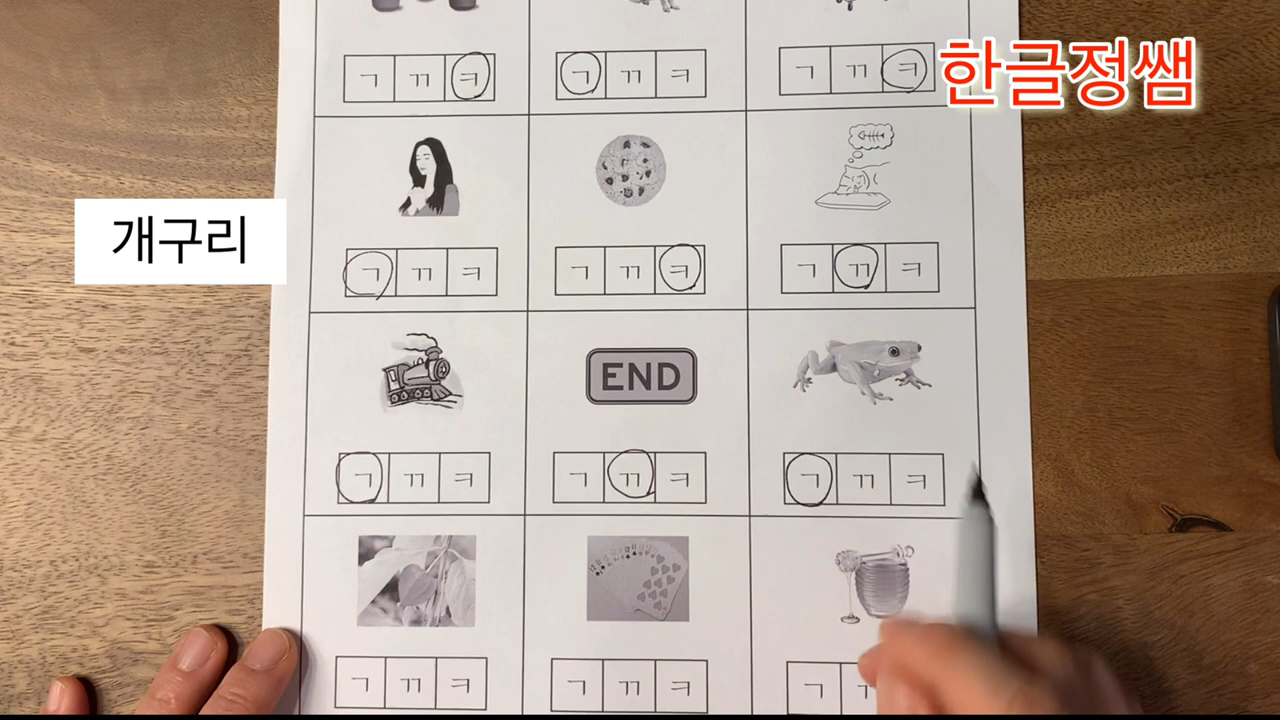 한글정쌤
ㄱ ㄲ ㅋ ㄱ ㄲ ㅋ ㄱ ㄲ ㅋ
개구리
ㄱ ㄲ ㅋ ㄱ ㄲ ㅋ ㄱ ㄲ ㅋ
END
ㄱ ㄲ ㅋ ㄱ ㄲ ㅋ ㄱ ㄲ ㅋ
ㄱ ㄲ ㅋ ㄱ ㄲ ㅋ ㄱ